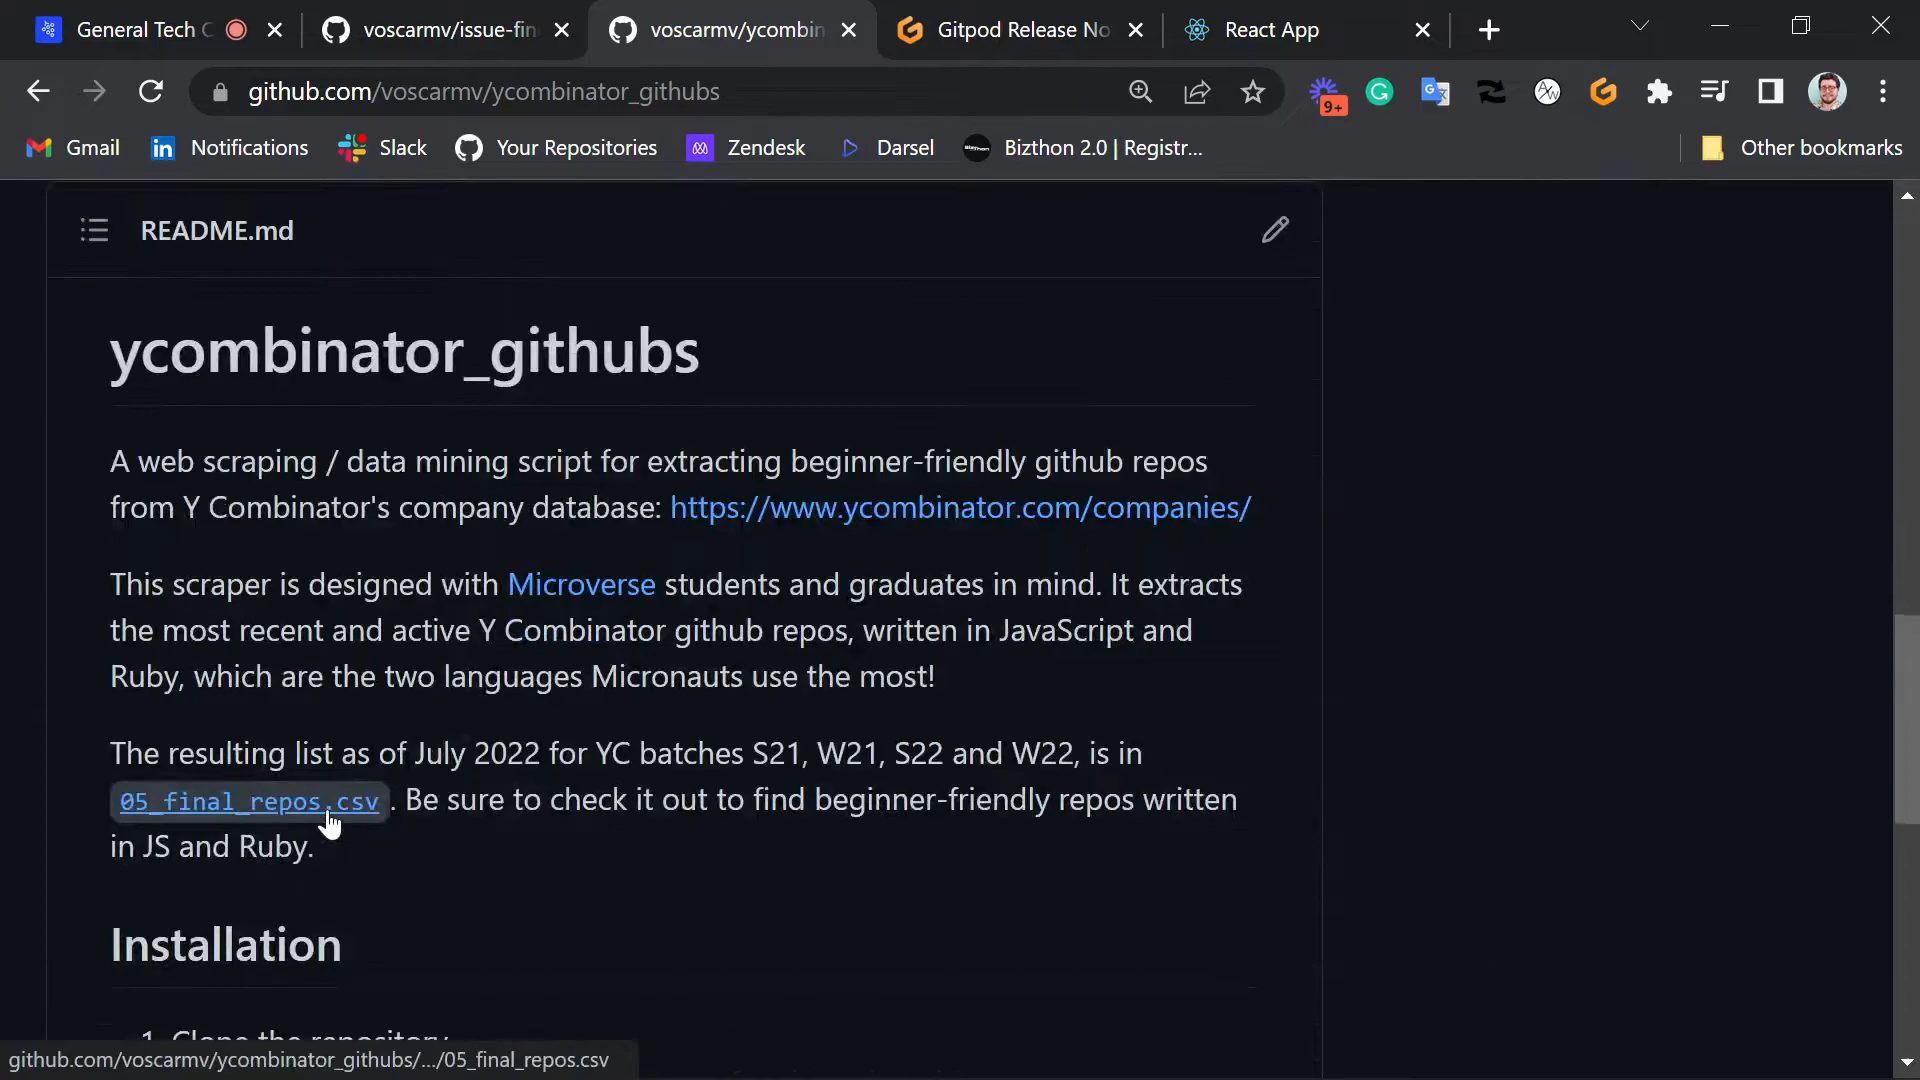 General Tech C
voscarmv/issue-fin
voscarmv/ycombin
Gitpod Release No
React App
github.com/voscarmv/ycombinator_githubs
9+
Gmail
Notifications
Slack
Your Repositories
Zendesk
Darsel
Bizthon 2.0 | Registr...
Other bookmarks
README.md
ycombinator_githubs
A web scraping / data mining script for extracting beginner-friendly github repos
from Y Combinator's company database: https://www.ycombinator.com/companies/
This scraper is designed with Microverse students and graduates in mind. It extracts
the most recent and active Y Combinator github repos, written in JavaScript and
Ruby, which are the two languages Micronauts use the most!
The resulting list as of July 2022 for YC batches S21, W21, S22 and W22, is in
05_final_repos.csv . Be sure to check it out to find beginner-friendly repos written
in JS and Ruby.
Installation
1. Clone the repository
github.com/voscarmv/ycombinator_githubs/.../05_final_repos.csv